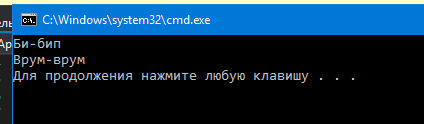 C:\Windows\system32\cmd.exe
Би-бип
Врум-врум
Для продолжения нажмите любую клавишу . . .